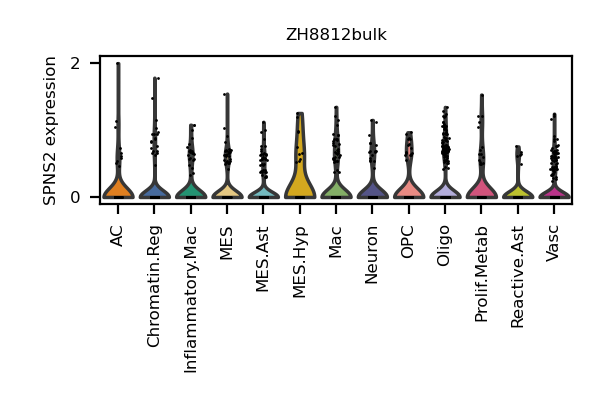 ZH8812bulk
SPNS2 expression
2
0
AC
Chromatin.Reg
Inflammatory.Mac
MES
MES.Ast
MES.Hyp
Mac
Neuron
OPC
Oligo
Prolif.Metab
Reactive.Ast
Vasc